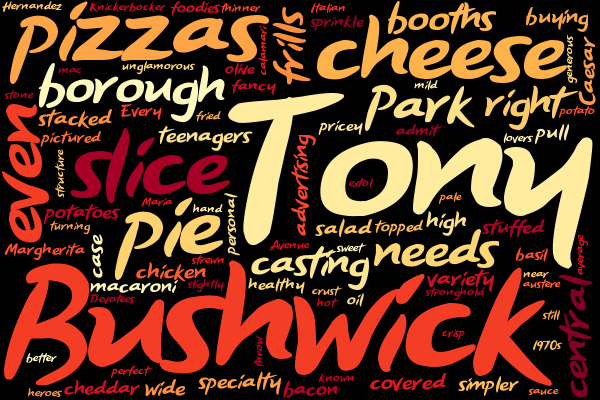 Hernandez
Knickerbocker
foodies
thinner
Italian
sprinkle
booths
buying
pizzas
calamari
frills
cheese
generous
Caesar
mac
unglamorous
olive
fancy
stone
borough
mild
Park
right
potato
stacked
Every
fried
pricey
admit
lovers
pull
pictured
teenagers
even
structure
slice
Tony
advertising
extol
pale
Maria
hand
personal
potatoes
turning
pie
salad
topped
high
stuffed
Margherita
case
strewn
Avenue
sweet
needs
basil
average
chicken
casting
macaroni
slightly
healthy
crust
oil
variety
near
austere
Devotees
hot
stronghold
central
Bushwick
still
crisp
1970s
better
throw
perfect
known
heroes
cheddar
wide
specialty
bacon
covered
simpler
sauce